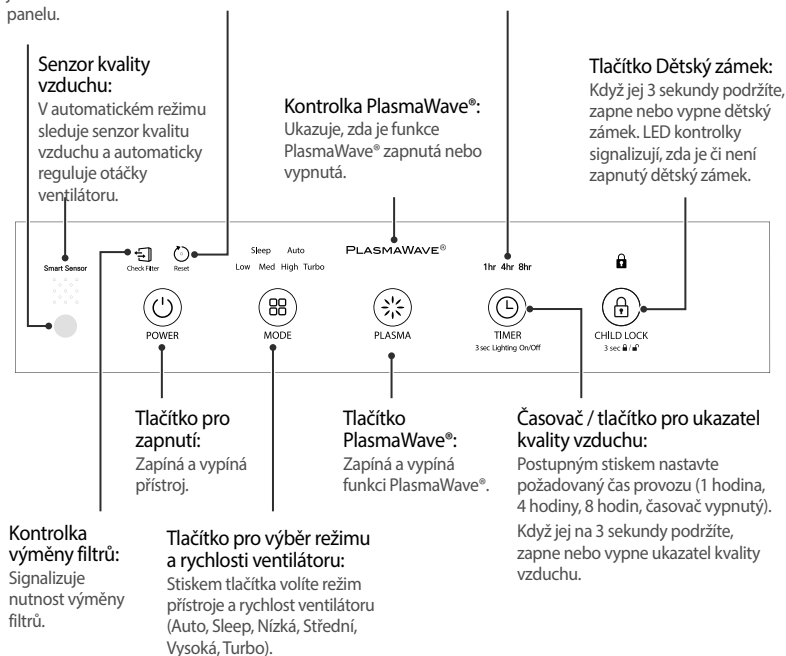 panelu.
Senzor kvality
vzduchu:
V automatickém režimu
sleduje senzor kvalitu
vzduchu a automaticky
reguluje otáčky
ventilátoru.
Kontrolka PlasmaWave®:
Ukazuje, zda je funkce
PlasmaWave® zapnutá nebo
vypnutá.
Tlačítko Dětský zámek:
Když jej 3 sekundy podržíte,
zapne nebo vypne dětský
zámek. LED kontrolky
signalizují, zda je či není
zapnutý dětský zámek.
Smart Sensor
Check Filter
Reset
Sleep Auto
Low Med High Turbo
PLASMAWAVE®
1hr 4hr 8hr
POWER
MODE
PLASMA
TIMER
3 sec Lighting On/Off
CHILD LOCK
3 sec /
Tlačítko pro
zapnutí:
Zapíná a vypíná
přístroj.
Tlačítko
PlasmaWave®:
Zapíná a vypíná
funkci PlasmaWave®.
Časovač / tlačítko pro ukazatel
kvality vzduchu:
Postupným stiskem nastavte
požadovaný čas provozu (1 hodina,
4 hodiny, 8 hodin, časovač vypnutý).
Když jej na 3 sekundy podržíte,
zapne nebo vypne ukazatel kvality
vzduchu.
Kontrolka
výměny filtrů:
Signalizuje
nutnost výměny
filtrů.
Tlačítko pro výběr režimu
a rychlosti ventilátoru:
Stiskem tlačítka volíte režim
přístroje a rychlost ventilátoru
(Auto, Sleep, Nízká, Střední,
Vysoká, Turbo).